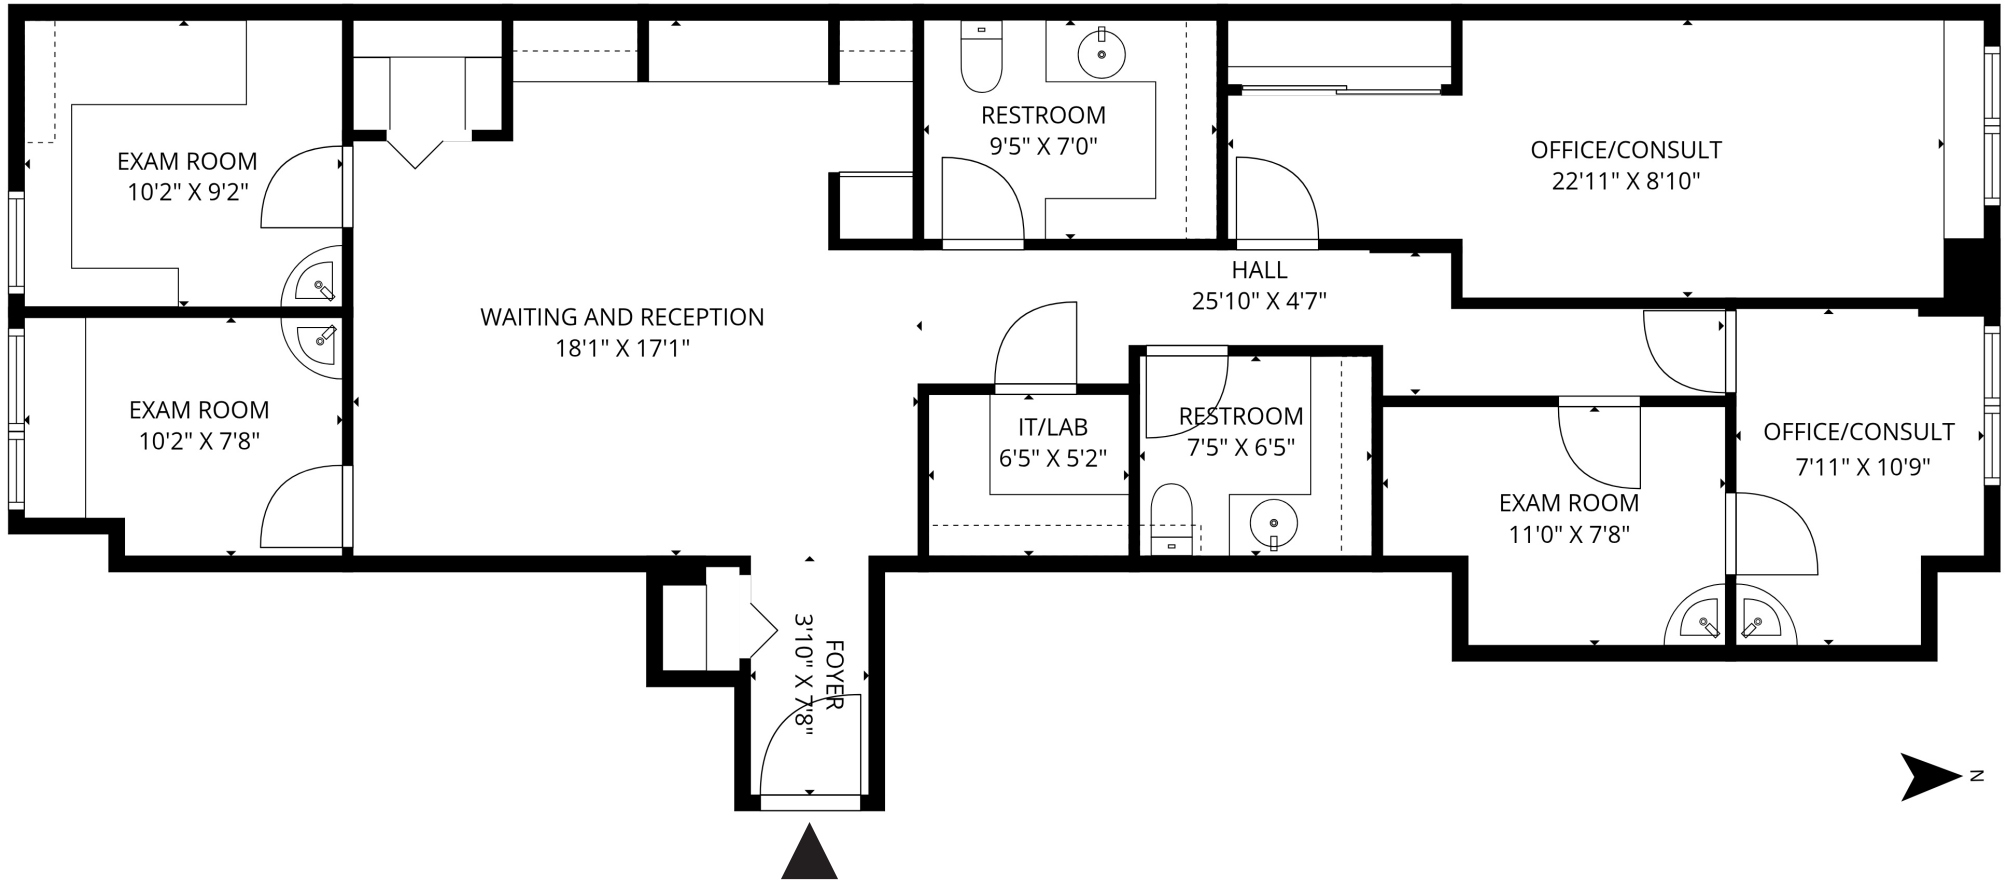 RESTROOM
9'5" X 7'0"
EXAM ROOM
10'2" X 9'2"
OFFICE/CONSULT
22'11" X 8'10"
HALL
25'10" X 4'7"
WAITING AND RECEPTION
18'1" X 17'1"
EXAM ROOM
10'2" X 7'8"
IT/LAB
6'5" X 5'2"
RESTROOM
7'5" X 6'5"
OFFICE/CONSULT
7'11" X 10'9"
EXAM ROOM
11'0" X 7'8"
FOYER
3'10" X 7'8"
N